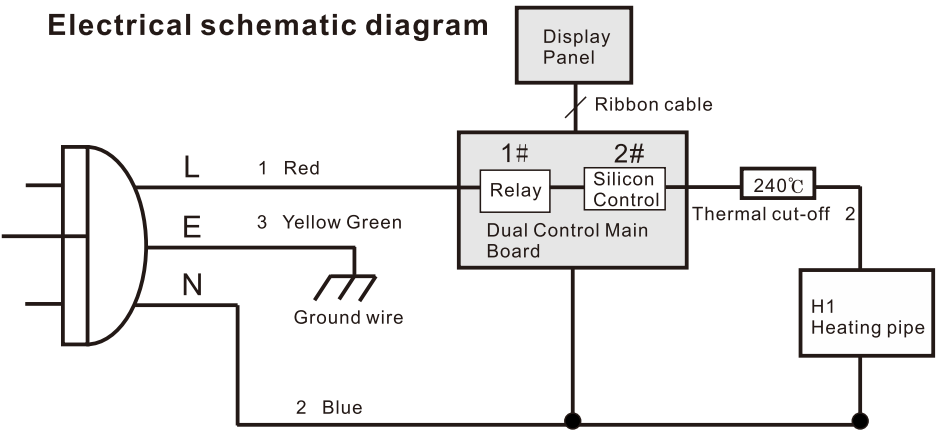 Electrical schematic diagram
Display
Panel
Ribbon cable
L
1 Red
1# 2#
Relay
Silicon
Control
240℃
Thermal cut-off 2
E
3 Yellow Green
Dual Control Main
Board
N
Ground wire
H1
Heating pipe
2 Blue